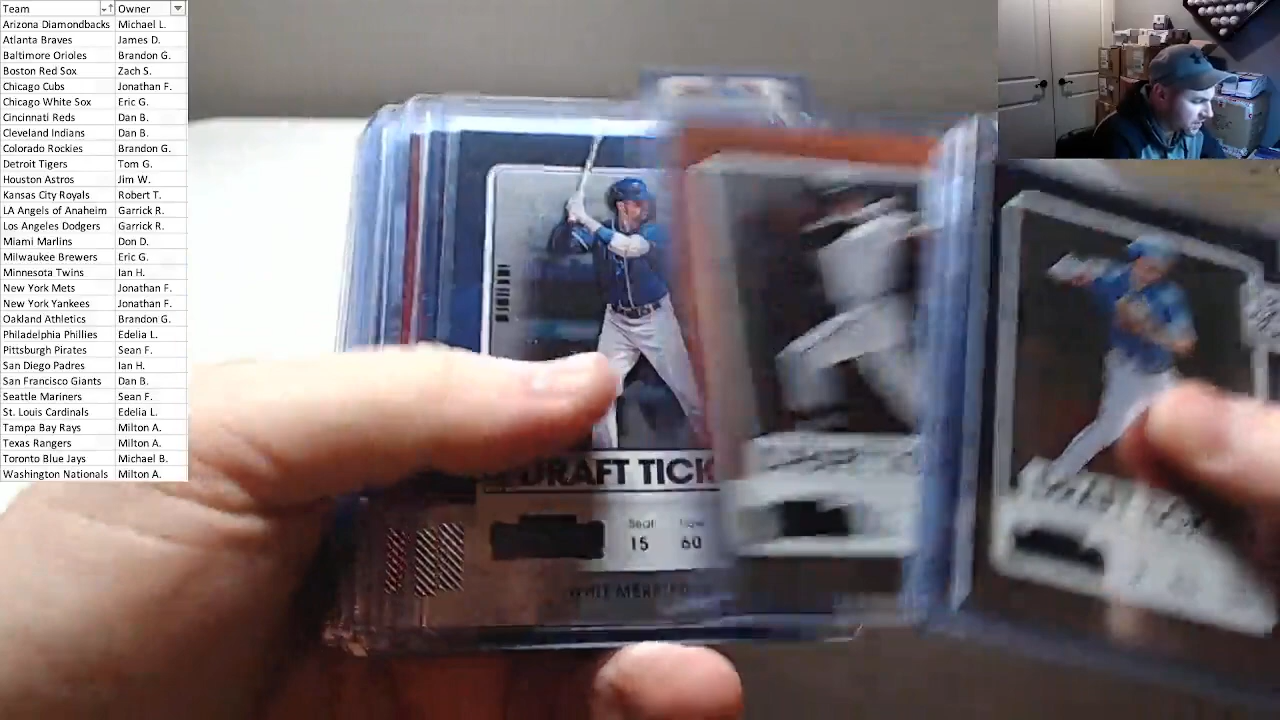 Team Owner
Arizona Diamondbacks Michael L.
Atlanta Braves James D.
Baltimore Orioles Brandon G.
Boston Red Sox Zach S.
Chicago Cubs Jonathan F.
Chicago White Sox Eric G.
Cincinnati Reds Dan B.
Cleveland Indians Dan B.
Colorado Rockies Brandon G.
Detroit Tigers Tom G.
Houston Astros Jim W.
Kansas City Royals Robert T.
LA Angels of Anaheim Garrick R.
Los Angeles Dodgers Garrick R.
Miami Marlins Don D.
Milwaukee Brewers Eric G.
Minnesota Twins Ian H.
New York Mets Jonathan F.
New York Yankees Jonathan F.
Oakland Athletics Brandon G.
Philadelphia Phillies Edelia L.
Pittsburgh Pirates Sean F.
San Diego Padres Ian H.
San Francisco Giants Dan B.
Seattle Mariners Sean F.
St. Louis Cardinals Edelia L.
Tampa Bay Rays Milton A.
Texas Rangers Milton A.
Toronto Blue Jays Michael B.
Washington Nationals Milton A.
DRAFT TICK
Seat
15 60
WHIT